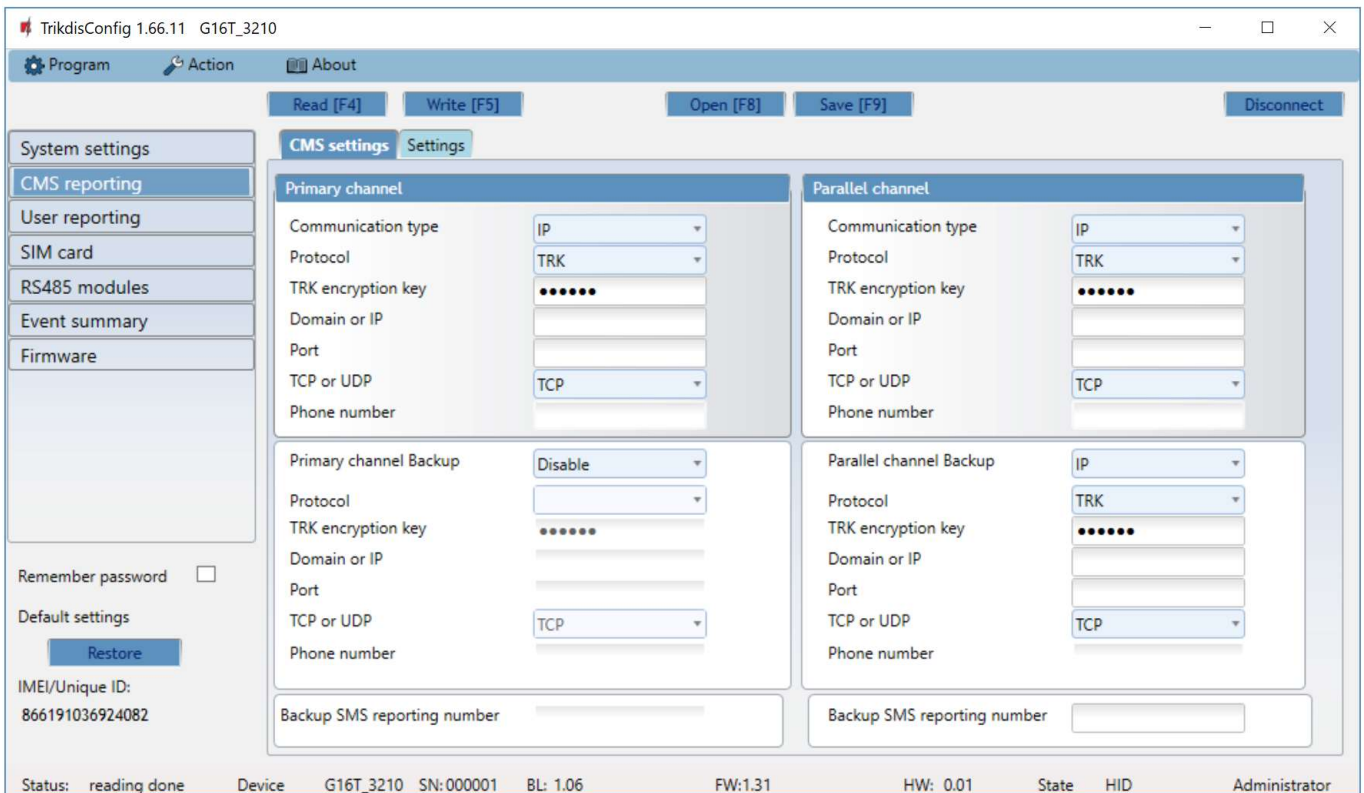 TrikdisConfig 1.66.11 G16T_3210
Program Action About
Read [F4] Write [F5] Open [F8] Save [F9] Disconnect
System settings
CMS reporting
User reporting
SIM card
RS485 modules
Event summary
Firmware
Remember password
Default settings
Restore
IMEI/Unique ID:
866191036924082
CMS settings Settings
Primary channel
Communication type IP
Protocol TRK
TRK encryption key ••••••
Domain or IP
Port
TCP or UDP TCP
Phone number
Primary channel Backup Disable
Protocol
TRK encryption key ••••••
Domain or IP
Port
TCP or UDP TCP
Phone number
Backup SMS reporting number
Parallel channel
Communication type IP
Protocol TRK
TRK encryption key ••••••
Domain or IP
Port
TCP or UDP TCP
Phone number
Parallel channel Backup IP
Protocol TRK
TRK encryption key ••••••
Domain or IP
Port
TCP or UDP TCP
Phone number
Backup SMS reporting number
Status: reading done Device G16T_3210 SN:000001 BL: 1.06 FW:1.31 HW: 0.01 State HID Administrator